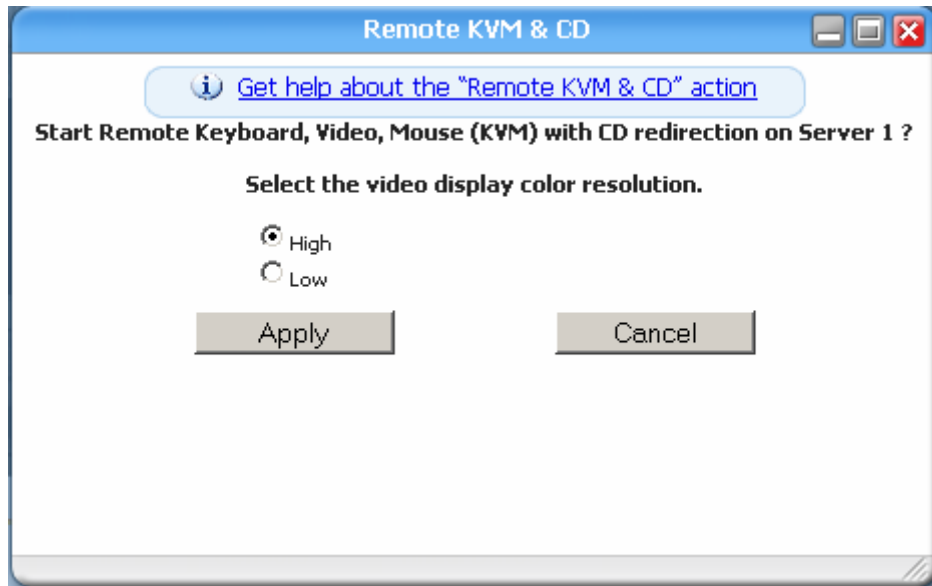 Remote KVM & CD
Get help about the "Remote KVM & CD" action
Start Remote Keyboard, Video, Mouse (KVM) with CD redirection on Server 1 ?
Select the video display color resolution.
High
Low
Apply Cancel